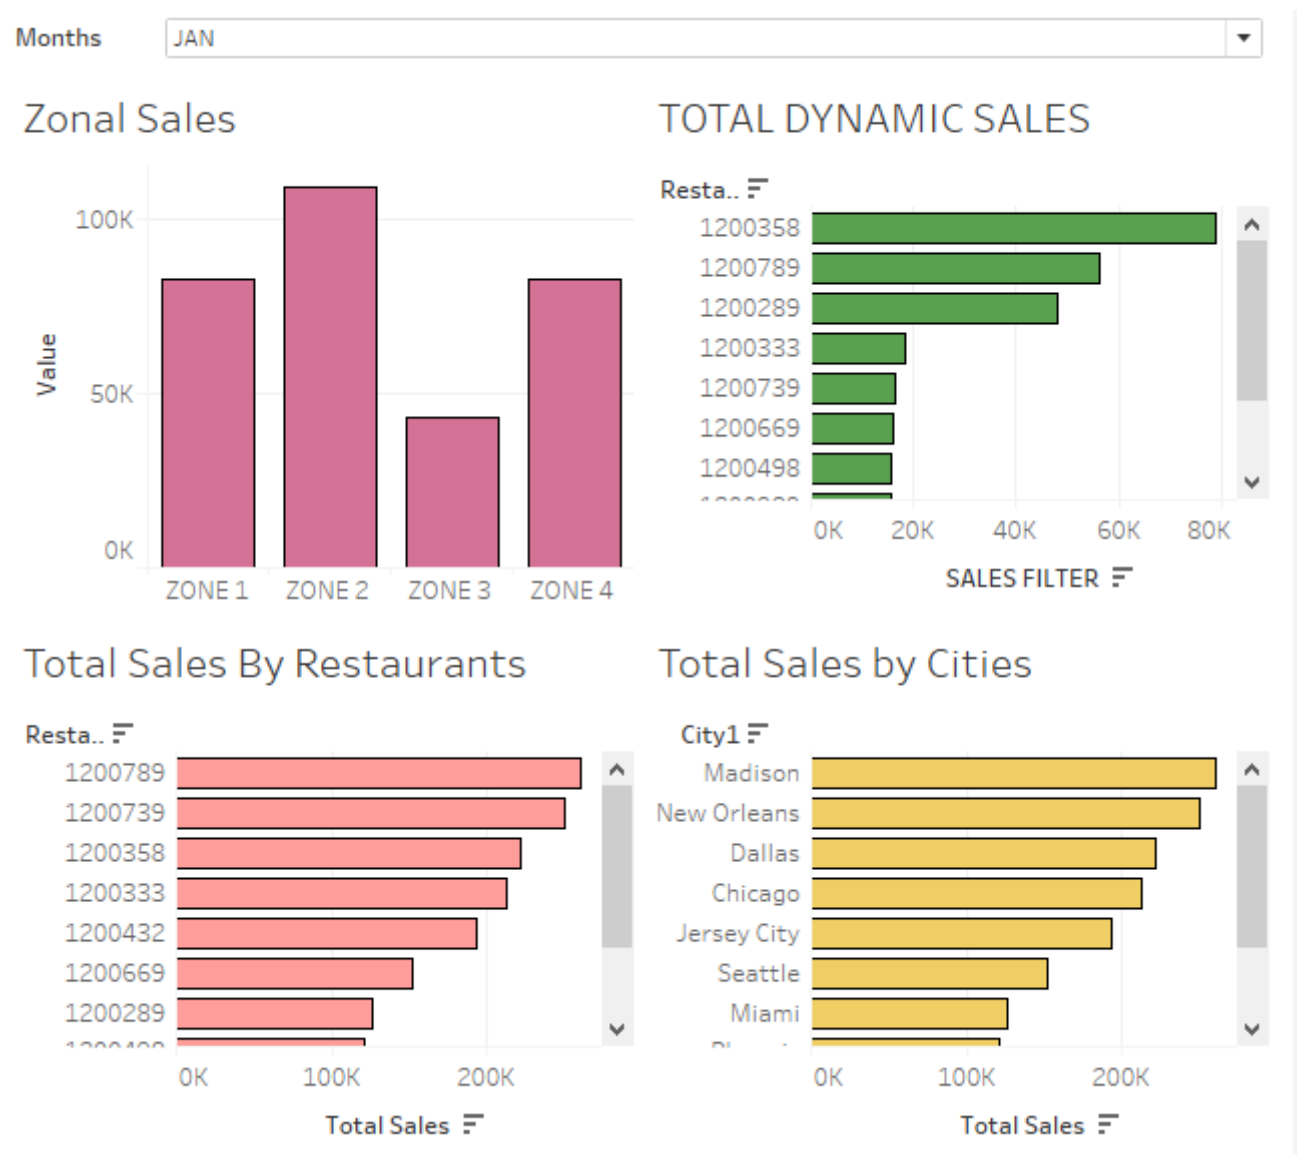 Months JAN
Zonal Sales
100K
50K
0K
Value
ZONE 1 ZONE 2 ZONE 3 ZONE 4
TOTAL DYNAMIC SALES
Resta..
1200358
1200789
1200289
1200333
1200739
1200669
1200498
0K 20K 40K 60K 80K
SALES FILTER
Total Sales By Restaurants
Resta..
1200789
1200739
1200358
1200333
1200432
1200669
1200289
0K 100K 200K
Total Sales
Total Sales by Cities
City1
Madison
New Orleans
Dallas
Chicago
Jersey City
Seattle
Miami
0K 100K 200K
Total Sales